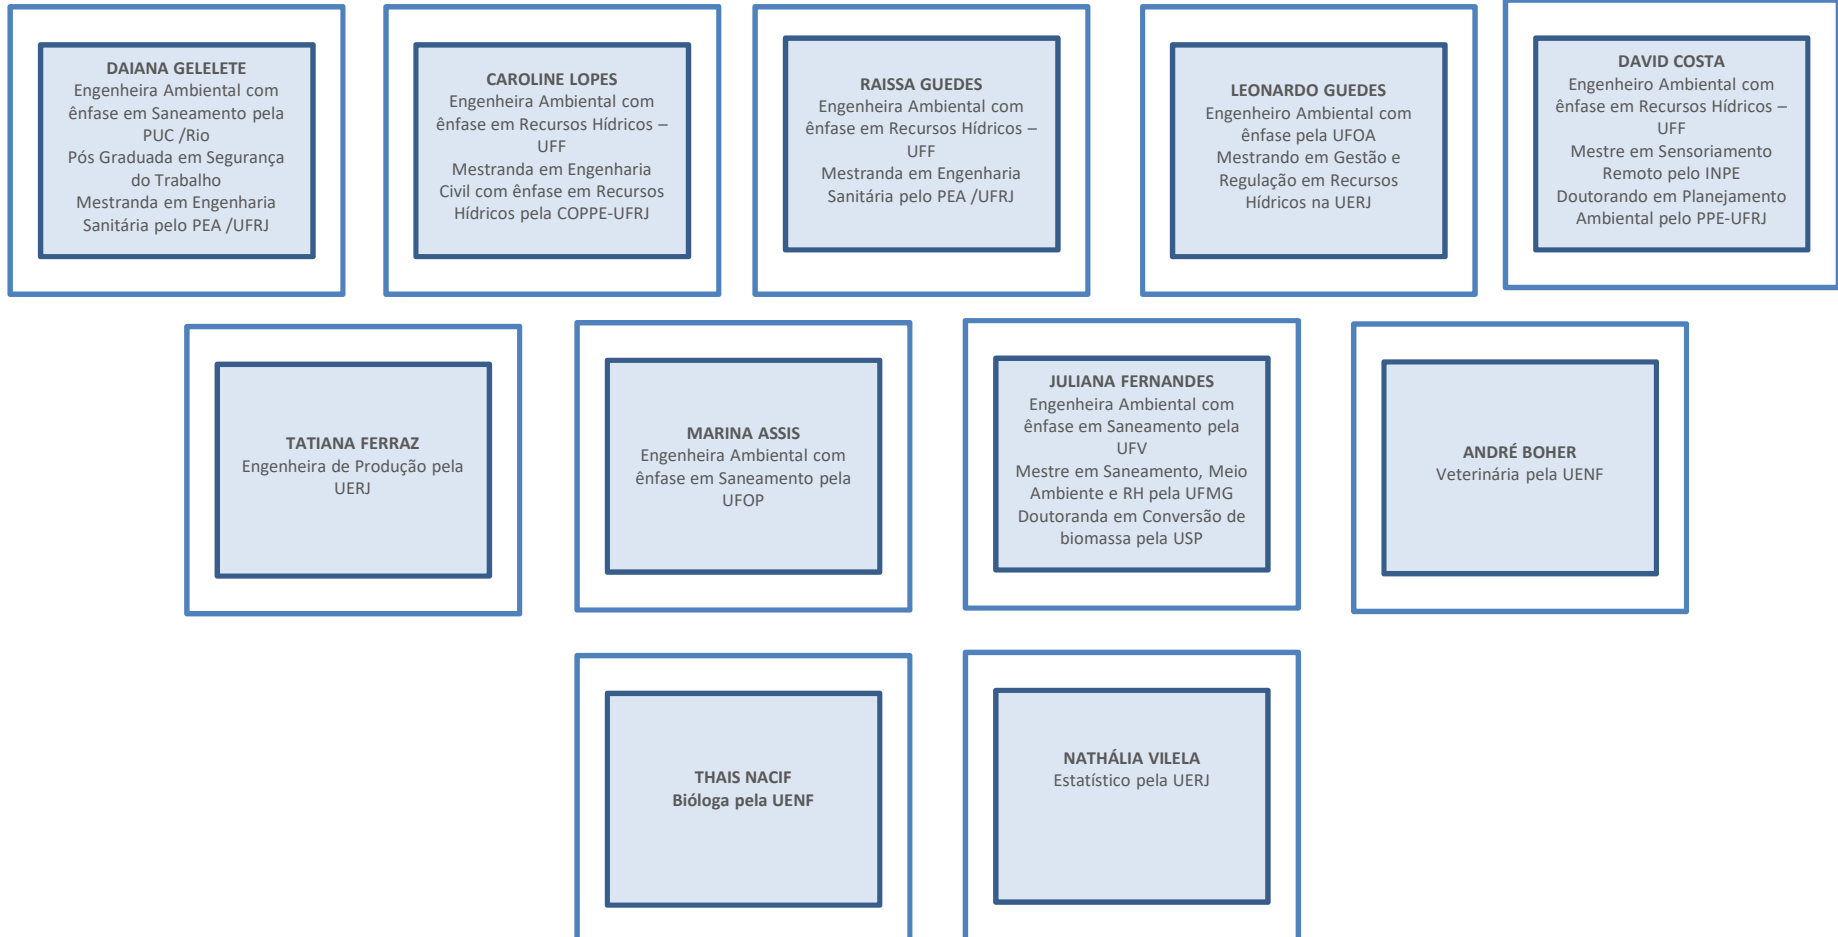 DAIANA GELELETE
Engenheira Ambiental com
ênfase em Saneamento pela
PUC /Rio
Pós Graduada em Segurança
do Trabalho
Mestranda em Engenharia
Sanitária pelo PEA /UFRJ
CAROLINE LOPES
Engenheira Ambiental com
ênfase em Recursos Hídricos –
UFF
Mestranda em Engenharia
Civil com ênfase em Recursos
Hídricos pela COPPE-UFRJ
RAISSA GUEDES
Engenheira Ambiental com
ênfase em Recursos Hídricos –
UFF
Mestranda em Engenharia
Sanitária pelo PEA /UFRJ
LEONARDO GUEDES
Engenheiro Ambiental com
ênfase pela UFOA
Mestrando em Gestão e
Regulação em Recursos
Hídricos na UERJ
DAVID COSTA
Engenheiro Ambiental com
ênfase em Recursos Hídricos –
UFF
Mestre em Sensoriamento
Remoto pelo INPE
Doutorando em Planejamento
Ambiental pelo PPE-UFRJ
TATIANA FERRAZ
Engenheira de Produção pela
UERJ
MARINA ASSIS
Engenheira Ambiental com
ênfase em Saneamento pela
UFOP
JULIANA FERNANDES
Engenheira Ambiental com
ênfase em Saneamento pela
UFV
Mestre em Saneamento, Meio
Ambiente e RH pela UFMG
Doutoranda em Conversão de
biomassa pela USP
ANDRÉ BOHER
Veterinária pela UENF
THAIS NACIF
Bióloga pela UENF
NATHÁLIA VILELA
Estatístico pela UERJ